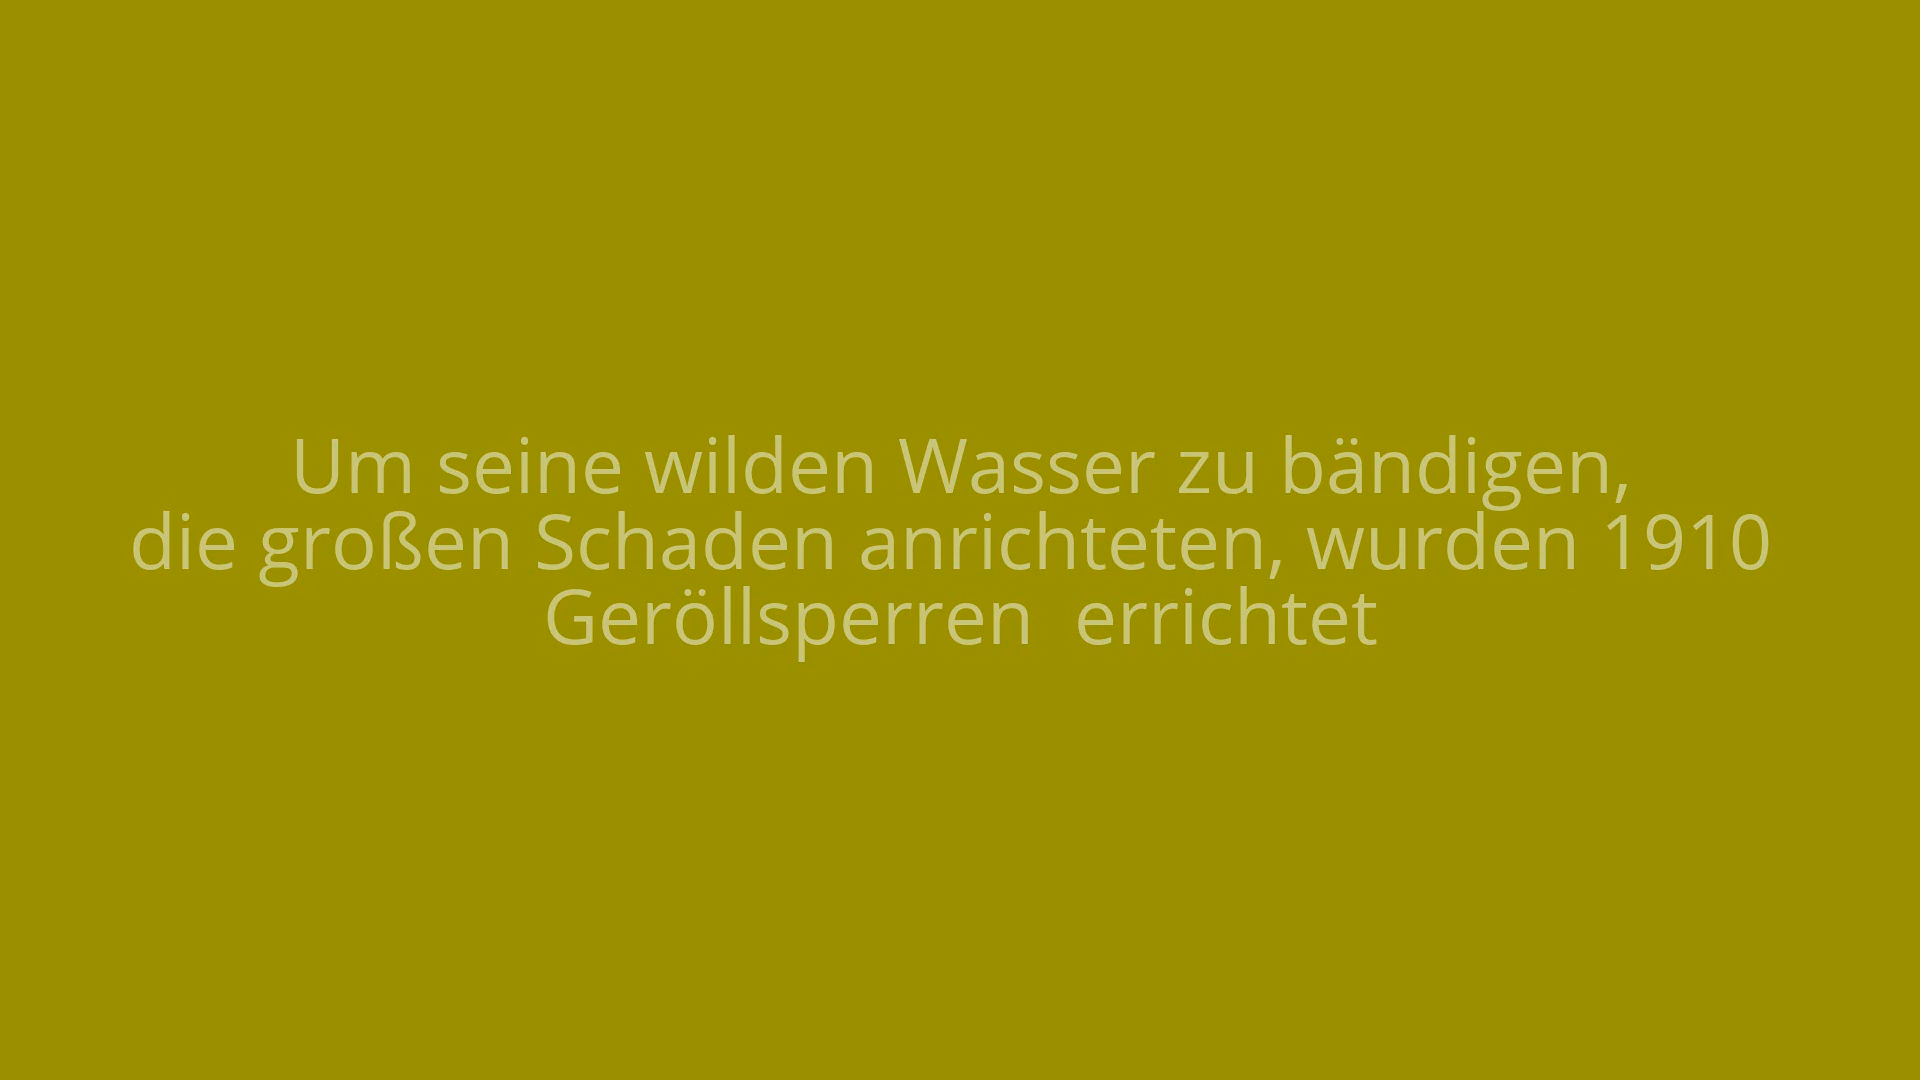 Um seine wilden Wasser zu bändigen,
die großen Schaden anrichteten, wurden 1910
Geröllsperren  errichtet